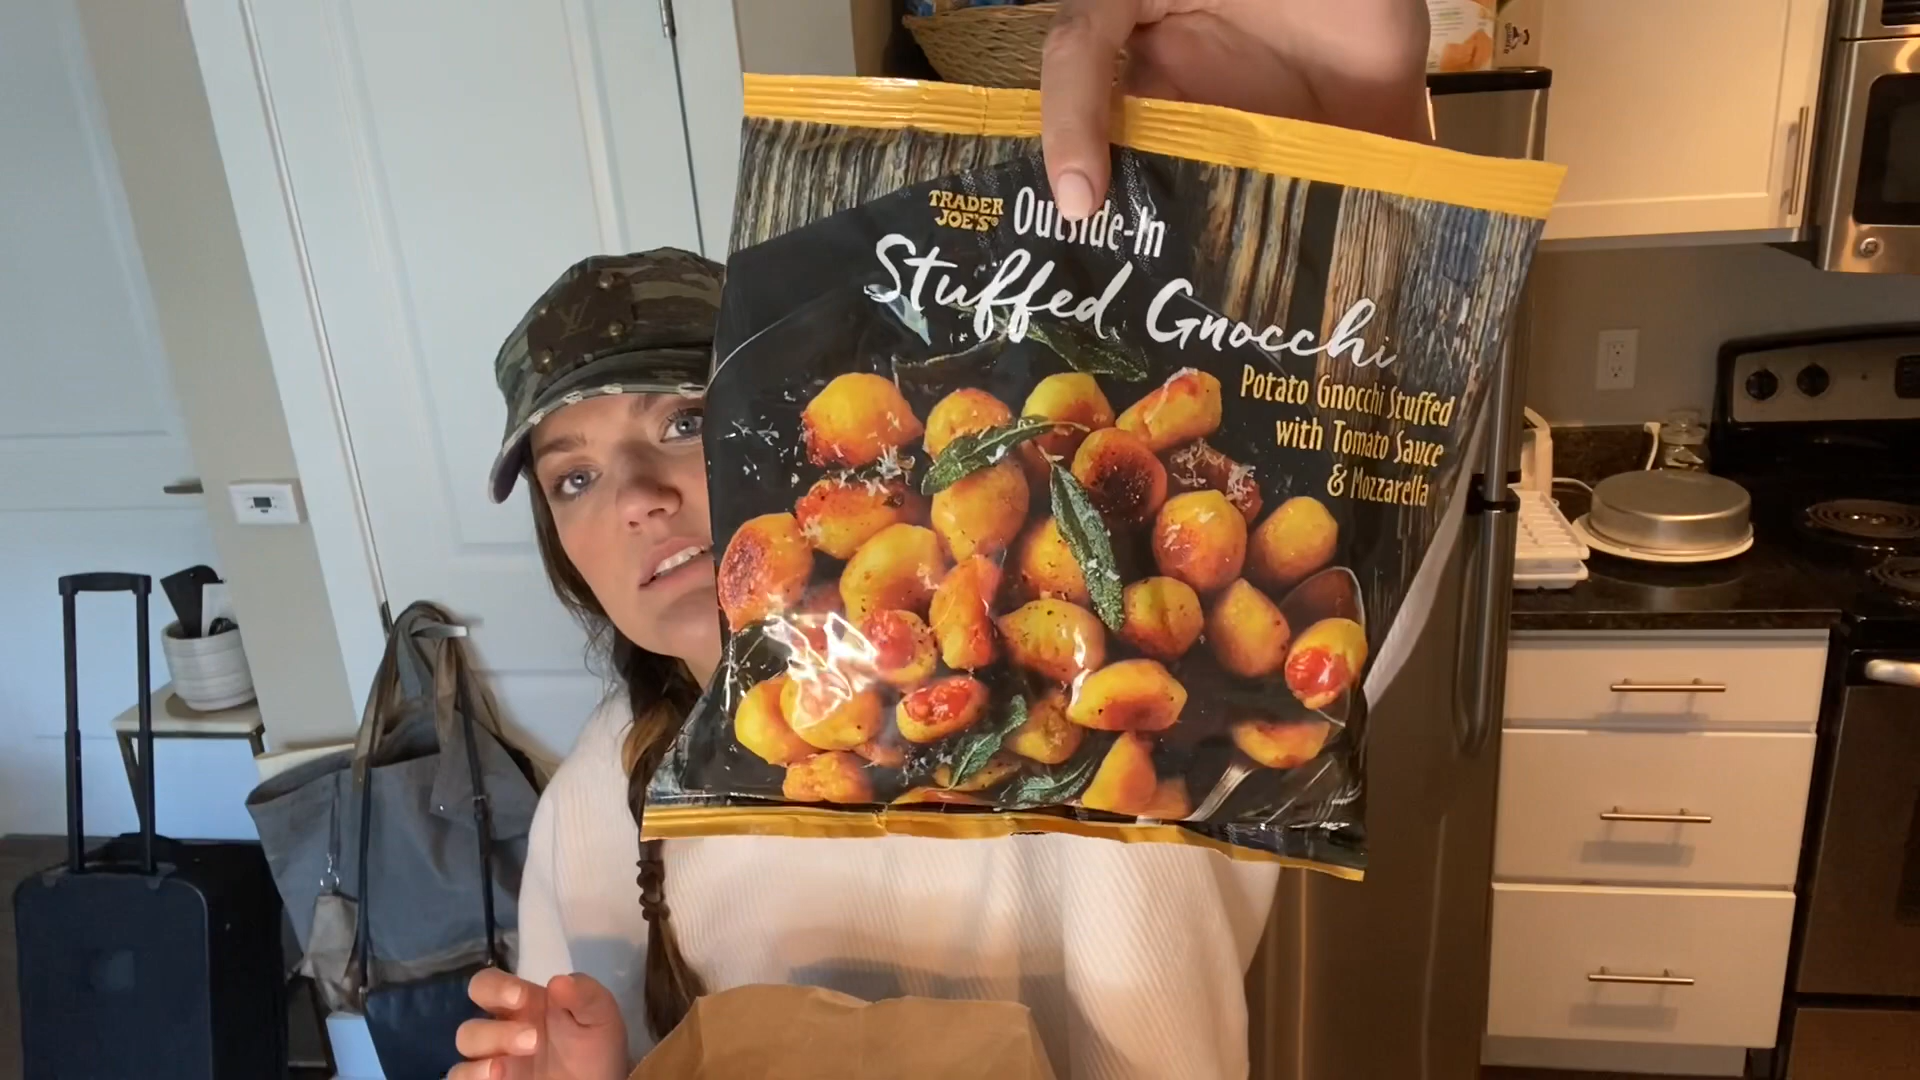 TRADER
JOE'S®
Outside-In
Stuffed Gnocchi
Potato Gnocchi Stuffed
with Tomato Sauce
& Mozzarella